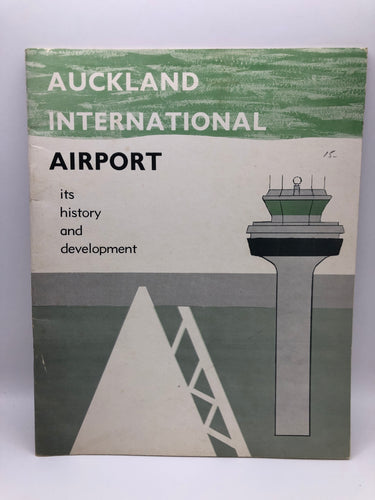 AUCKLAND
INTERNATIONAL
AIRPORT
its
history
and
development
15-